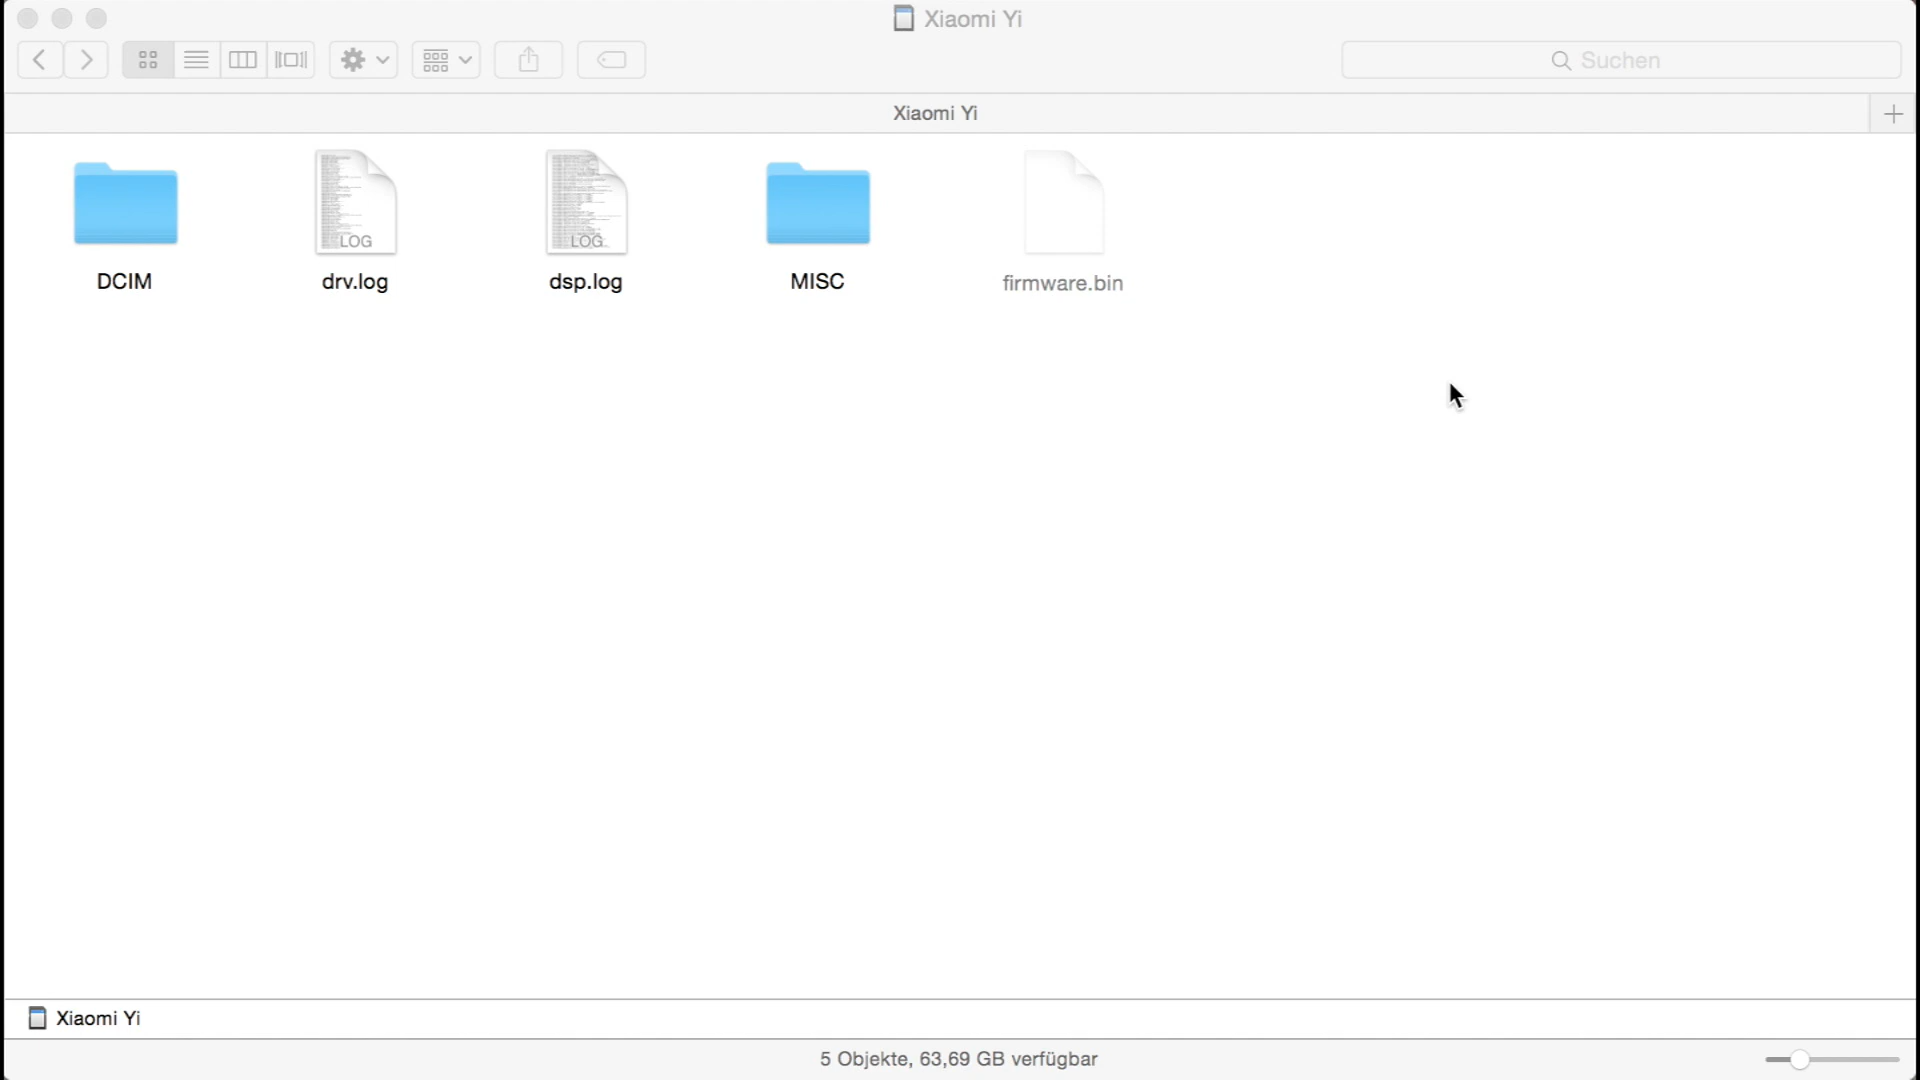 Xiaomi Yi
Suchen
Xiaomi Yi
LOG
LOG
DCIM
drv.log
dsp.log
MISC
firmware.bin
Xiaomi Yi
5 Objekte, 63,69 GB verfügbar